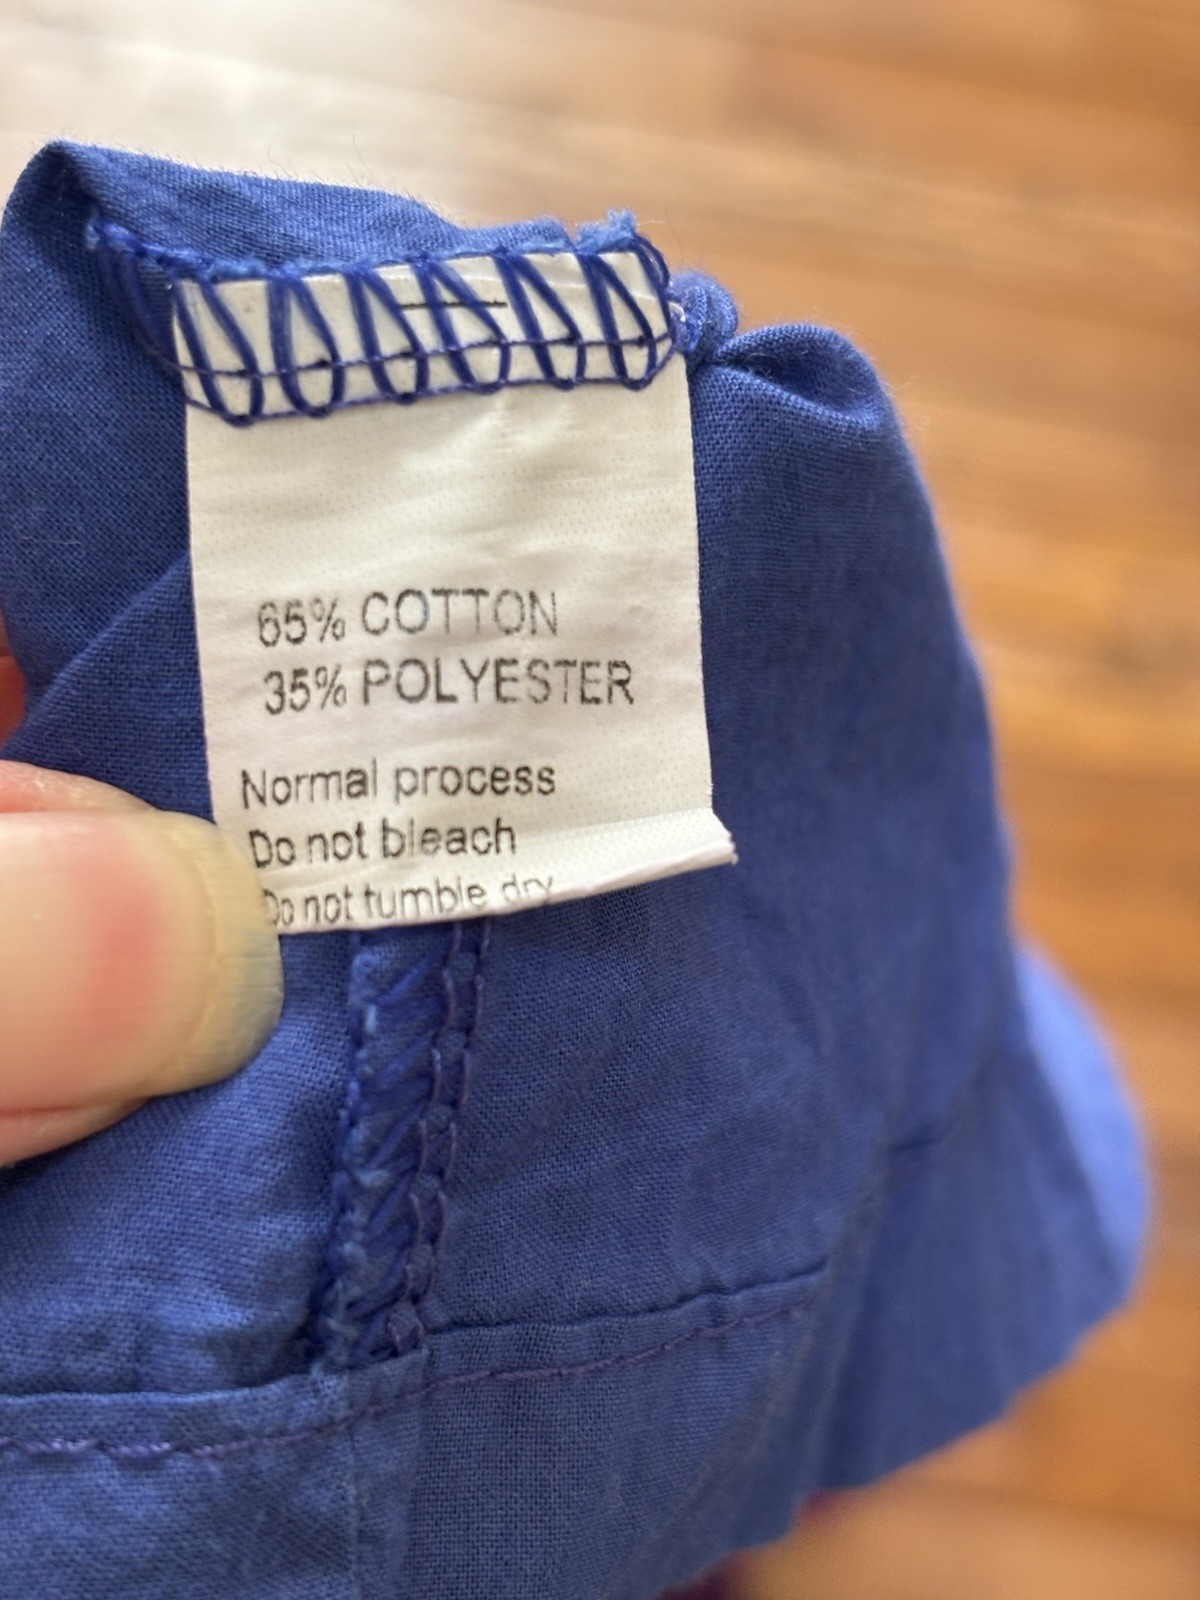 65% COTTON
35% POLYESTER
Normal process
Do not bleach
Do not tumble dry